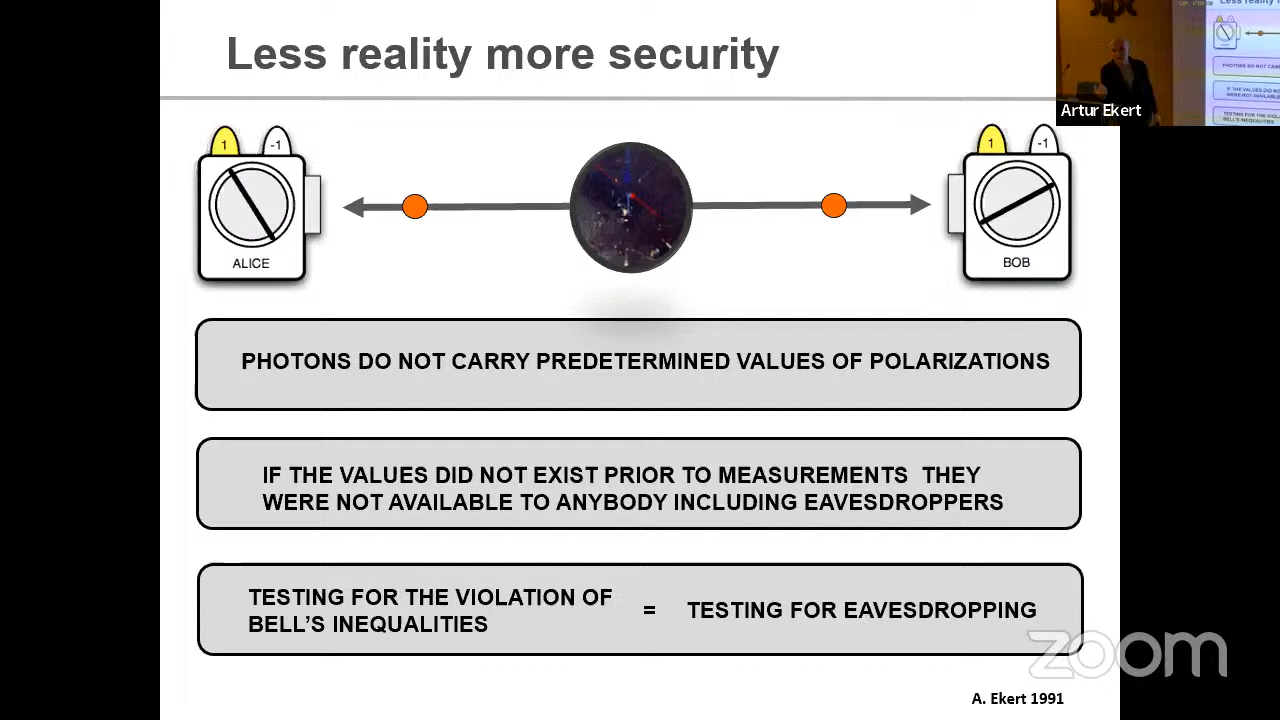 Less reality more security
Artur Ekert
1 -1
1 -1
ALICE
BOB
PHOTONS DO NOT CARRY PREDETERMINED VALUES OF POLARIZATIONS
IF THE VALUES DID NOT EXIST PRIOR TO MEASUREMENTS THEY
WERE NOT AVAILABLE TO ANYBODY INCLUDING EAVESDROPPERS
TESTING FOR THE VIOLATION OF
BELL'S INEQUALITIES
=
TESTING FOR EAVESDROPPING
zoom
A. Ekert 1991